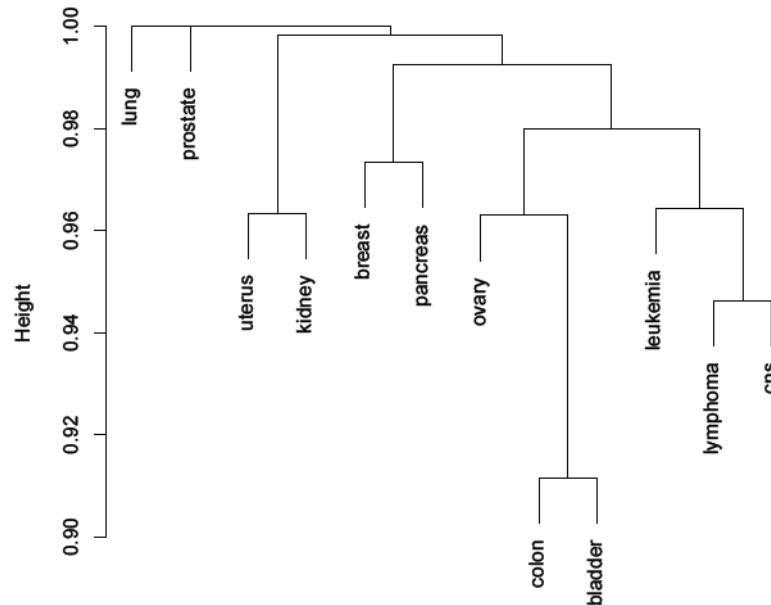 Height
1.00
0.98
0.96
0.94
0.92
0.90
lung
prostate
uterus
kidney
breast
pancreas
ovary
colon
bladder
leukemia
lymphoma
cns